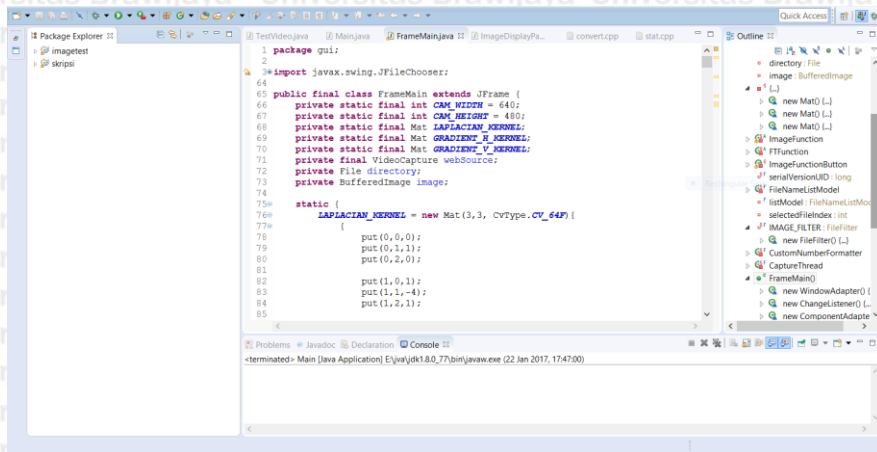 Quick Access
Package Explorer
imagetest
skripsi
TestVideo.java
Main.java
FrameMain.java
ImageDisplayPa...
convert.cpp
stat.cpp
1 package gui;
2
3 import javax.swing.JFileChooser;
64
65 public final class FrameMain extends JFrame {
66 private static final int CAM_WIDTH = 640;
67 private static final int CAM_HEIGHT = 480;
68 private static final Mat LAPLACIAN_KERNEL;
69 private static final Mat GRADIENT_H_KERNEL;
70 private static final Mat GRADIENT_V_KERNEL;
71 private final VideoCapture webSource;
72 private File directory;
73 private BufferedImage image;
74
75 static {
76 LAPLACIAN_KERNEL = new Mat(3,3, CvType.CV_64F){
77 {
78 put(0,0,0);
79 put(0,1,1);
80 put(0,2,0);
81
82 put(1,0,1);
83 put(1,1,-4);
84 put(1,2,1);
85
Outline
directory : File
image : BufferedImage
{...}
new Mat() {...}
new Mat() {...}
new Mat() {...}
ImageFunction
FTFunction
ImageFunctionButton
serialVersionUID : long
FileNameListModel
listModel : FileNameListMod
selectedFileIndex : int
IMAGE_FILTER : FileFilter
new FileFilter() {...}
CustomNumberFormatter
CaptureThread
FrameMain()
new WindowAdapter() {
new ChangeListener() {...
new ComponentAdapte
Problems
Javadoc
Declaration
Console
<terminated> Main [Java Application] E:\jva\jdk1.8.0_77\bin\javaw.exe (22 Jan 2017, 17:47:00)